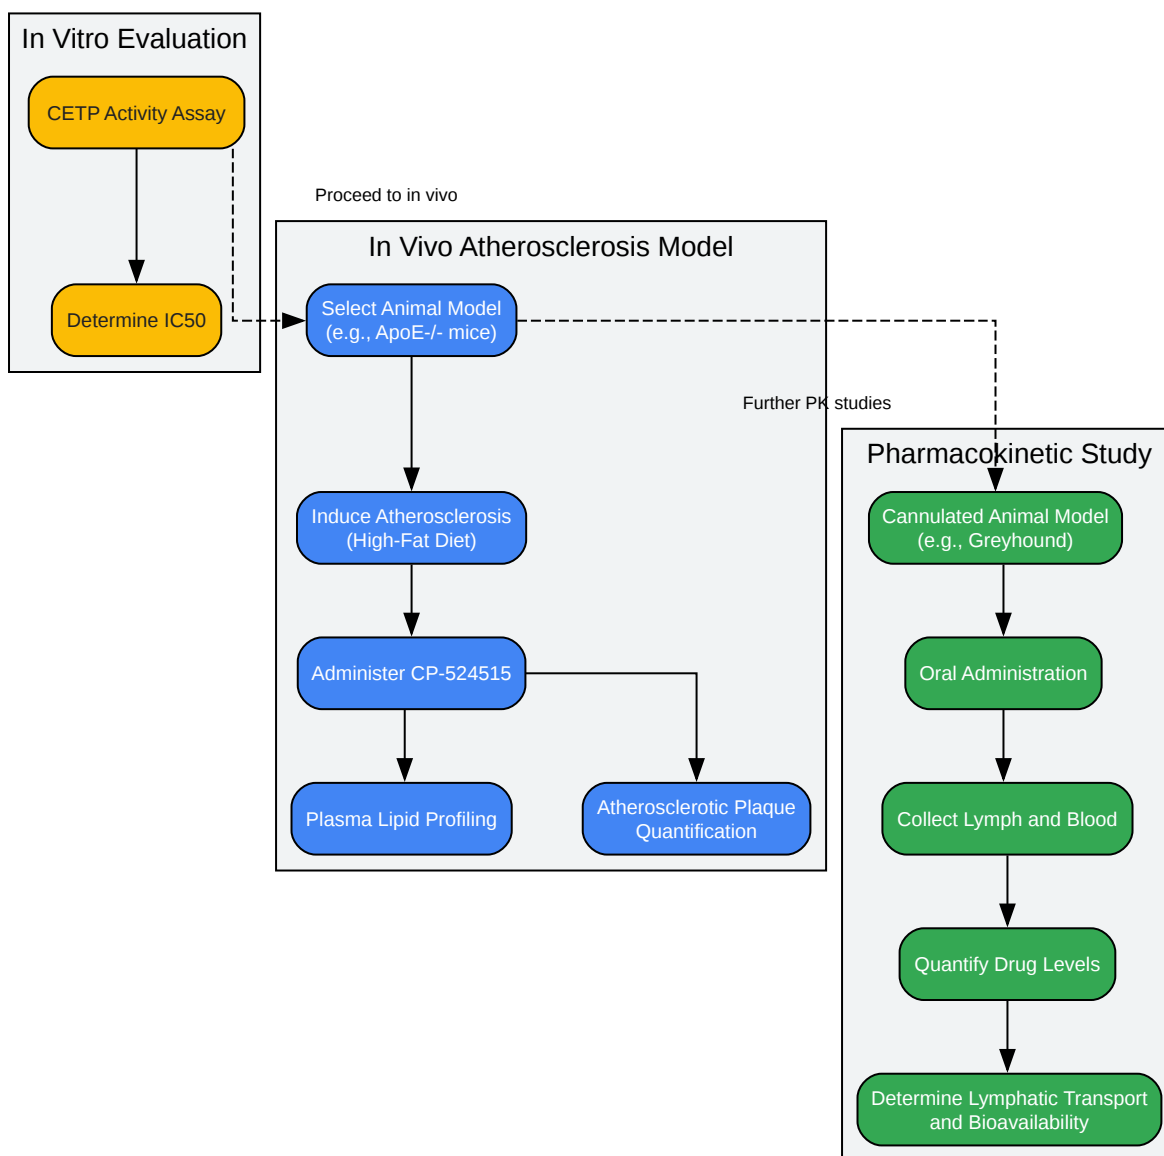 In Vitro Evaluation
CETP Activity Assay
Determine IC50
Proceed to in vivo
In Vivo Atherosclerosis Model
Select Animal Model
(e.g., ApoE-/- mice)
Induce Atherosclerosis
(High-Fat Diet)
Administer CP-524515
Plasma Lipid Profiling
Atherosclerotic Plaque
Quantification
Further PK studies
Pharmacokinetic Study
Cannulated Animal Model
(e.g., Greyhound)
Oral Administration
Collect Lymph and Blood
Quantify Drug Levels
Determine Lymphatic Transport
and Bioavailability